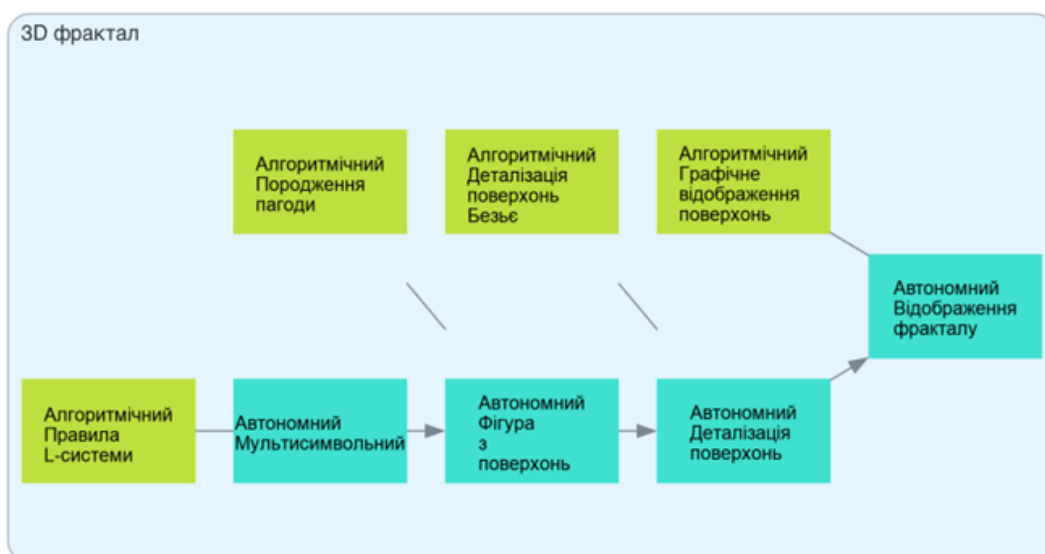 3D фрактал
Алгоритмічний
Породження
пагоди
Алгоритмічний
Деталізація
поверхонь
Безьє
Алгоритмічний
Графічне
відображення
поверхонь
Автономний
Відображення
фракталу
Алгоритмічний
Правила
L-системи
Автономний
Мультисимвольний
Автономний
Фігура
з
поверхонь
Автономний
Деталізація
поверхонь